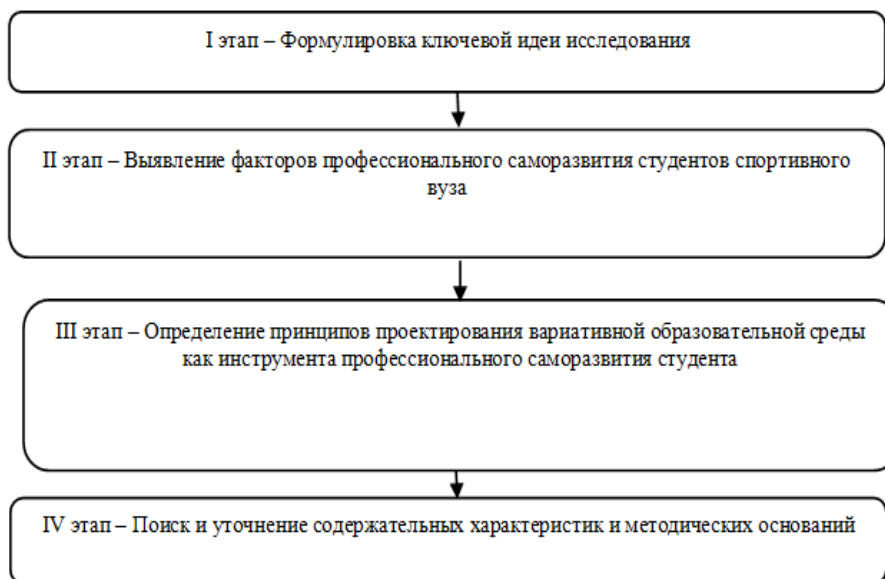 I этап – Формулировка ключевой идеи исследования
II этап – Выявление факторов профессионального саморазвития студентов спортивного
вуза
III этап – Определение принципов проектирования вариативной образовательной среды
как инструмента профессионального саморазвития студента
IV этап – Поиск и уточнение содержательных характеристик и методических оснований